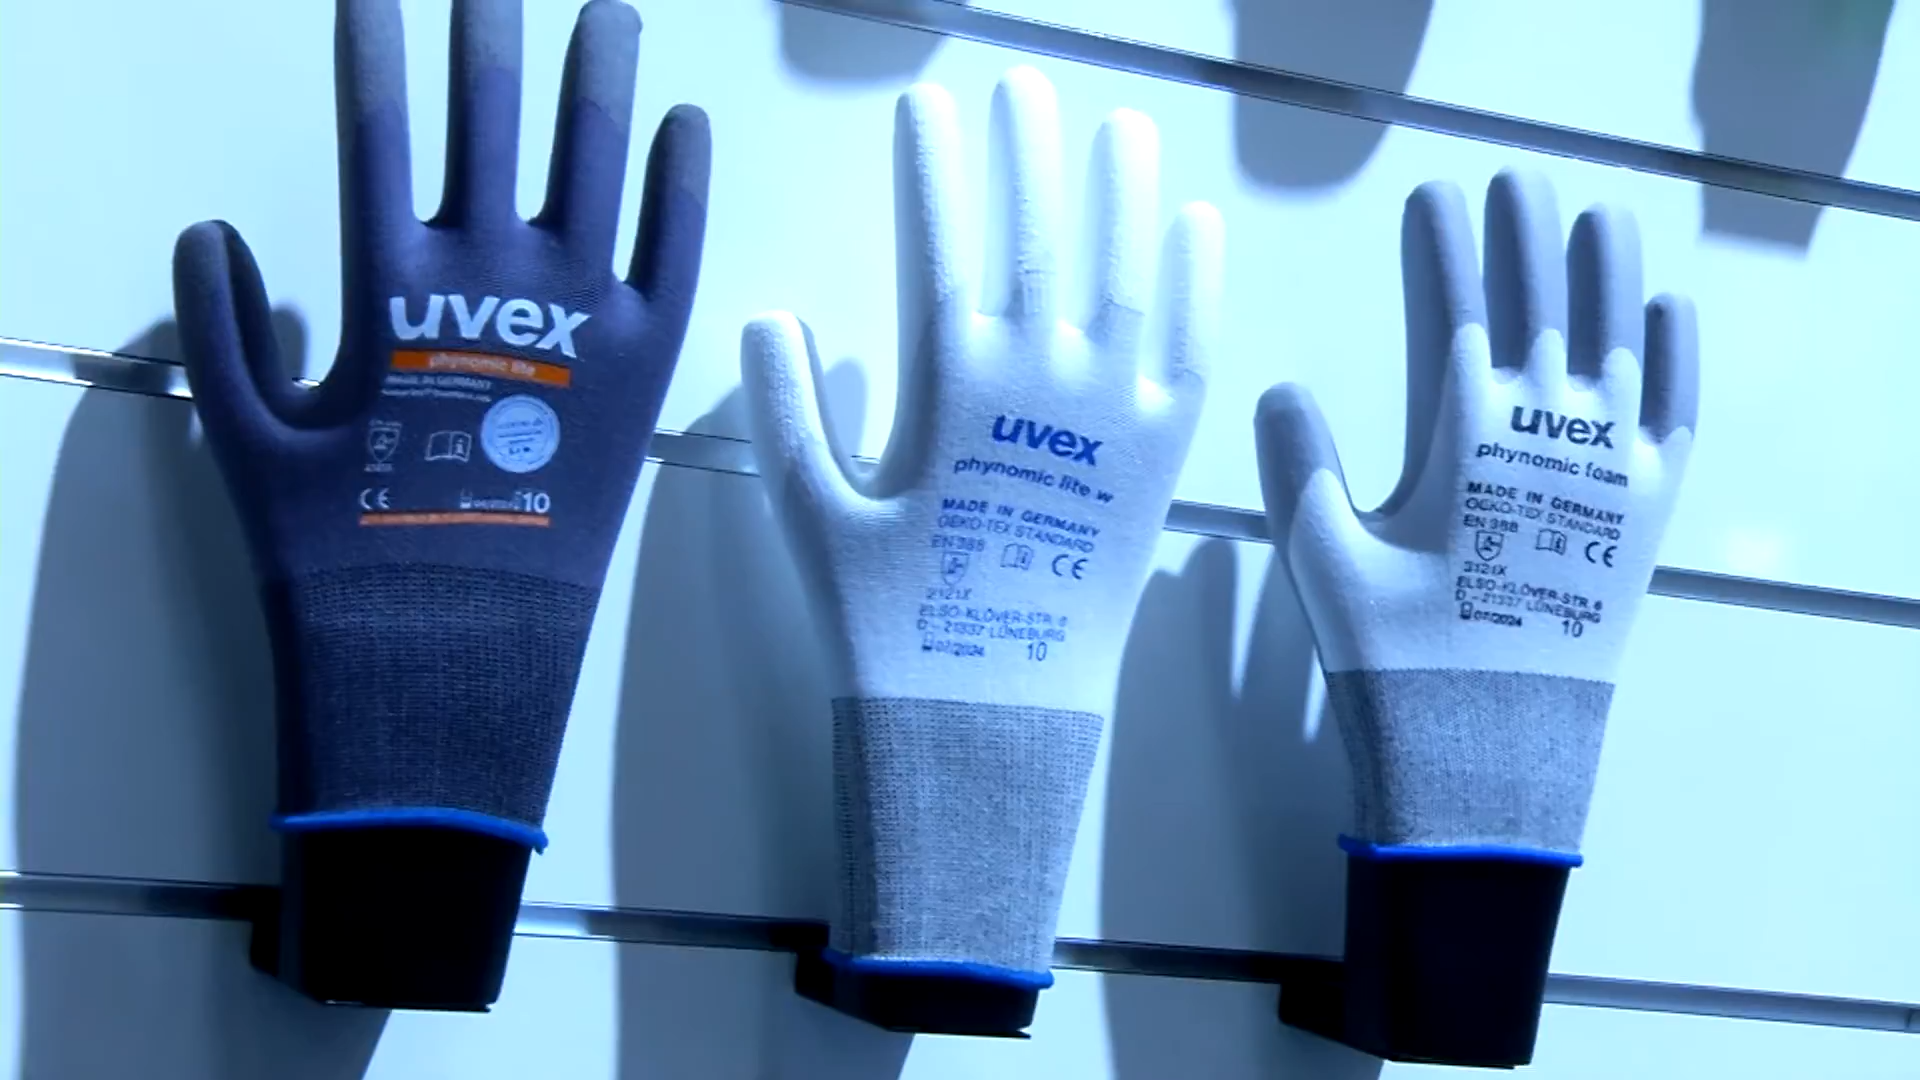 uvex
phynomic lite
MADE IN GERMANY
CE
10
uvex
phynomic lite w
MADE IN GERMANY
OEKO-TEX STANDARD
EN 388
CE
2121X
ELSO-KLÖVER-STR. 6
D - 21337 LÜNEBURG
07/2024 10
uvex
phynomic foam
MADE IN GERMANY
OEKO-TEX STANDARD
EN 388
CE
3121X
ELSO-KLÖVER-STR. 6
D - 21337 LÜNEBURG
07/2024 10